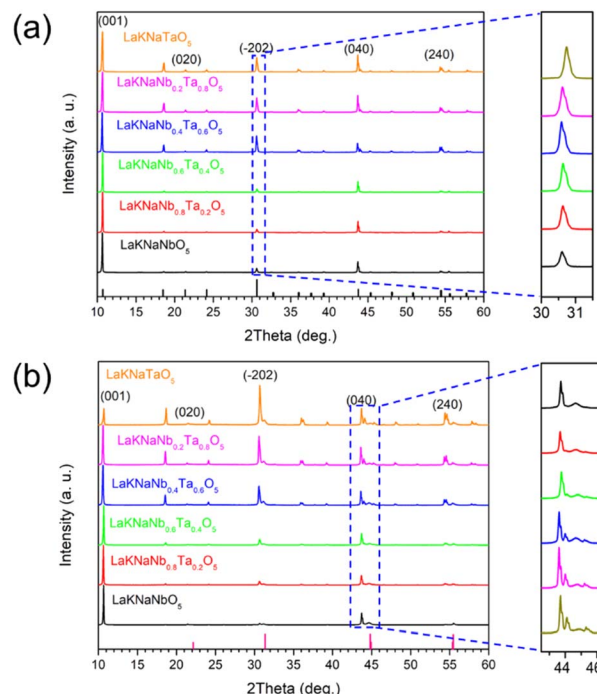 (a)
(001)
LaKNaTaO₅
(020)
(-202)
(040)
(240)
LaKNaNb₀.₂Ta₀.₈O₅
LaKNaNb₀.₄Ta₀.₆O₅
LaKNaNb₀.₆Ta₀.₄O₅
LaKNaNb₀.₈Ta₀.₂O₅
LaKNaNbO₅
Intensity (a. u.)
10 15 20 25 30 35 40 45 50 55 60
2Theta (deg.)
30 31
(b)
LaKNaTaO₅
(001)
(020)
(-202)
(040)
(240)
LaKNaNb₀.₂Ta₀.₈O₅
LaKNaNb₀.₄Ta₀.₆O₅
LaKNaNb₀.₆Ta₀.₄O₅
LaKNaNb₀.₈Ta₀.₂O₅
LaKNaNbO₅
Intensity (a. u.)
10 15 20 25 30 35 40 45 50 55 60
2Theta (deg.)
44 46